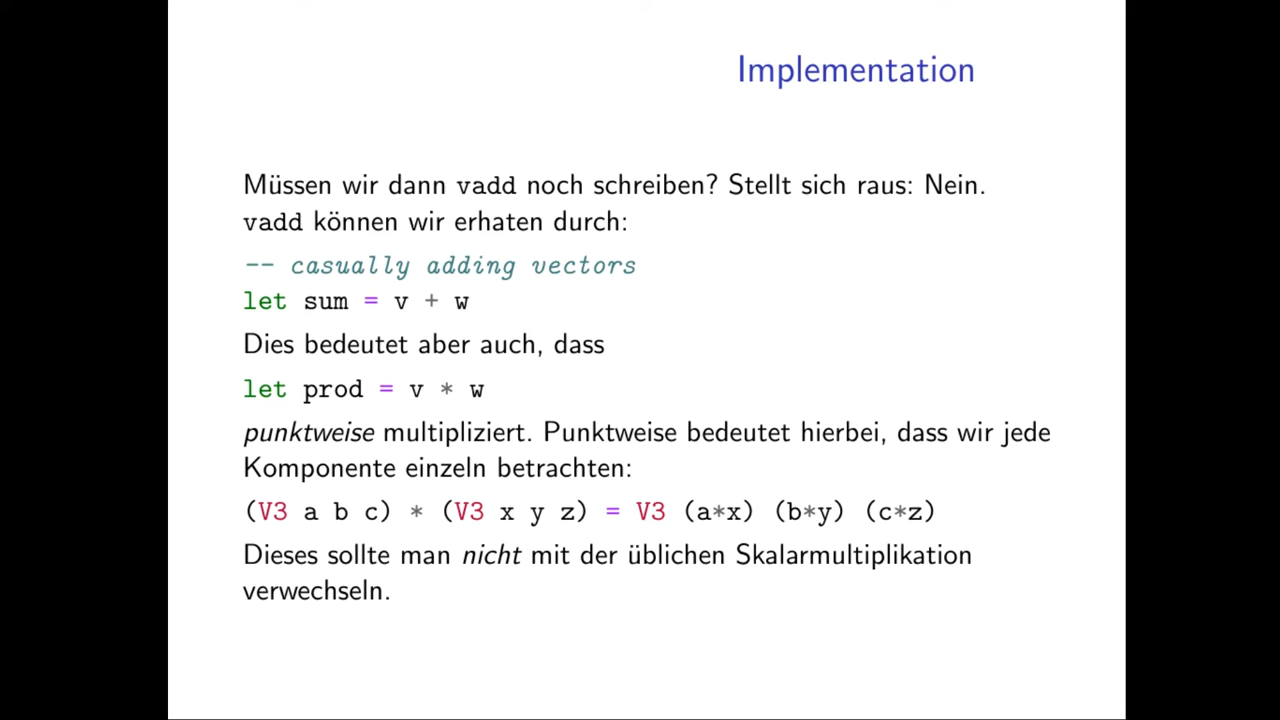 Implementation
Müssen wir dann vadd noch schreiben? Stellt sich raus: Nein.
vadd können wir erhaten durch:
-- casually adding vectors
let sum = v + w
Dies bedeutet aber auch, dass
let prod = v * w
punktweise multipliziert. Punktweise bedeutet hierbei, dass wir jede
Komponente einzeln betrachten:
(V3 a b c) * (V3 x y z) = V3 (a*x) (b*y) (c*z)
Dieses sollte man nicht mit der üblichen Skalarmultiplikation
verwechseln.